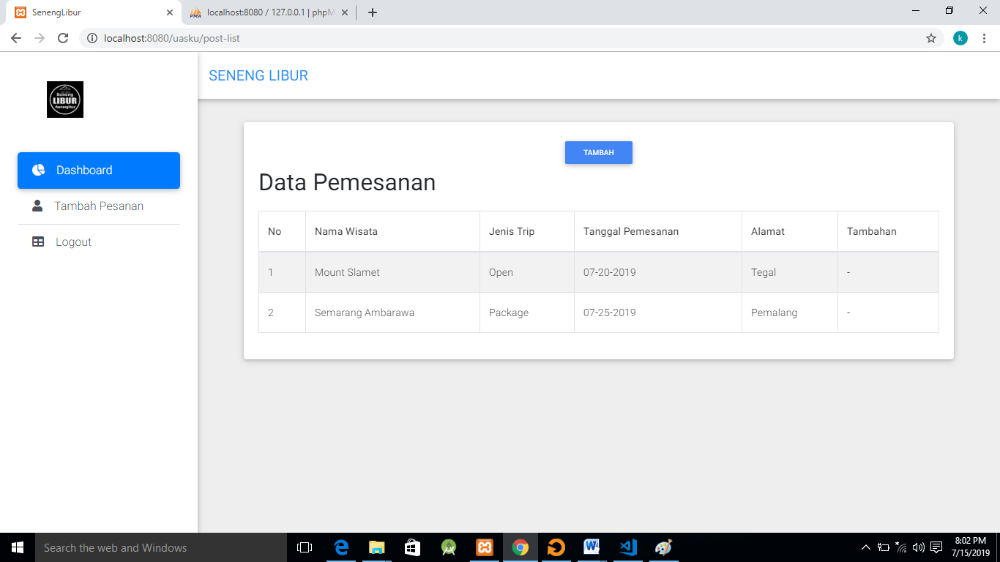 SenengLibur
localhost:8080 / 127.0.0.1 | phpM
localhost:8080/uasku/post-list
k
LIBUR
SENENG LIBUR
Dashboard
Tambah Pesanan
Logout
TAMBAH
Data Pemesanan
No Nama Wisata Jenis Trip Tanggal Pemesanan Alamat Tambahan
1 Mount Slamet Open 07-20-2019 Tegal -
2 Semarang Ambarawa Package 07-25-2019 Pemalang -
Search the web and Windows
8:02 PM
7/15/2019